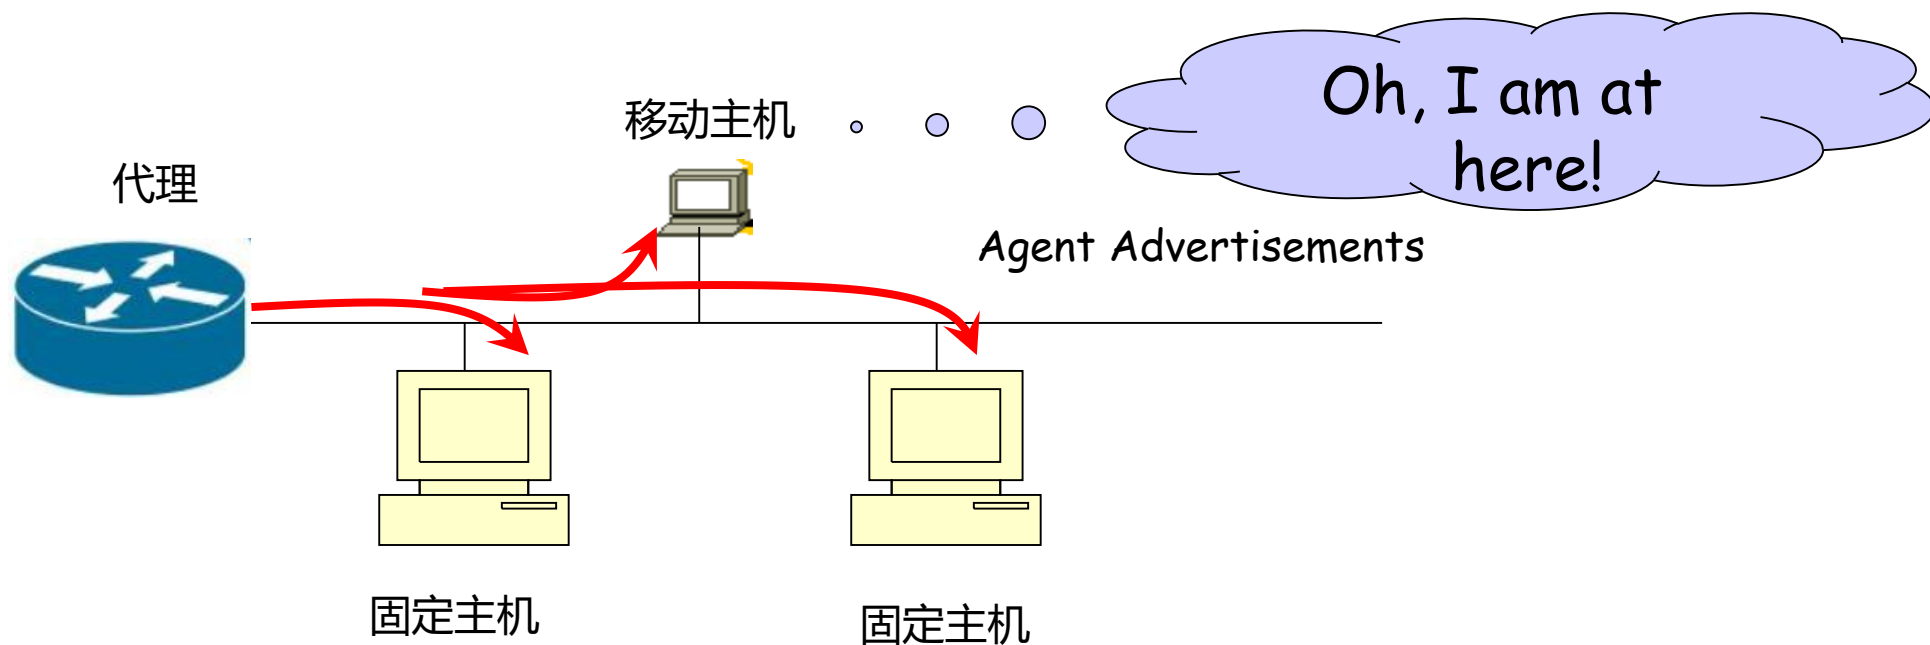 Oh, I am at
here!
移动主机
代理
Agent Advertisements
固定主机
固定主机